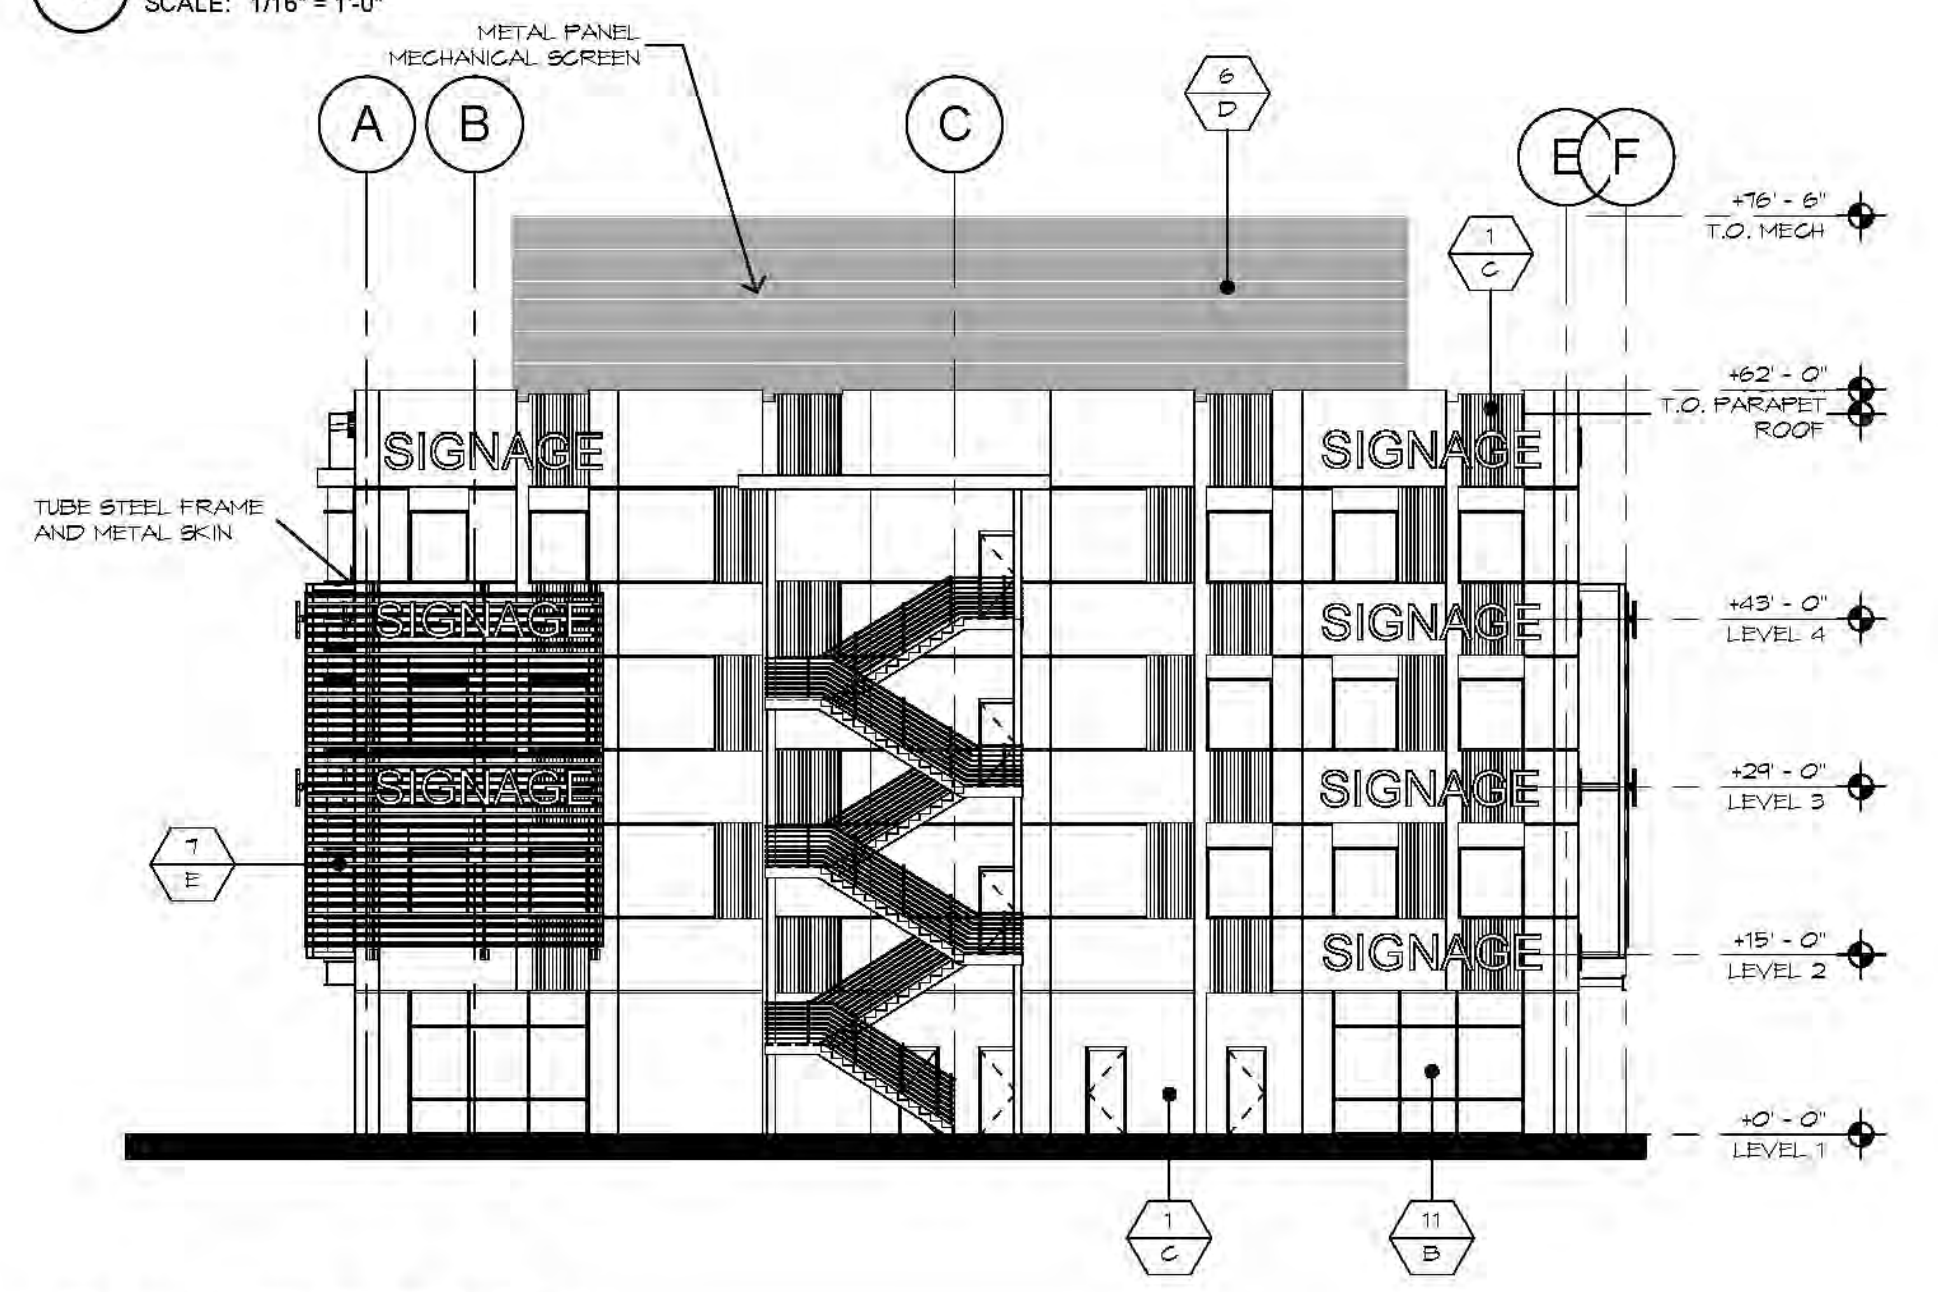 SCALE: 1/16" = 1'-0"
METAL PANEL
MECHANICAL SCREEN
A
B
C
6
D
E
F
+76' - 6"
T.O. MECH
1
C
+62' - 0"
T.O. PARAPET
ROOF
SIGNAGE
SIGNAGE
TUBE STEEL FRAME
AND METAL SKIN
SIGNAGE
SIGNAGE
+43' - 0"
LEVEL 4
SIGNAGE
SIGNAGE
+29' - 0"
LEVEL 3
7
E
SIGNAGE
+15' - 0"
LEVEL 2
+0' - 0"
LEVEL 1
1
C
11
B